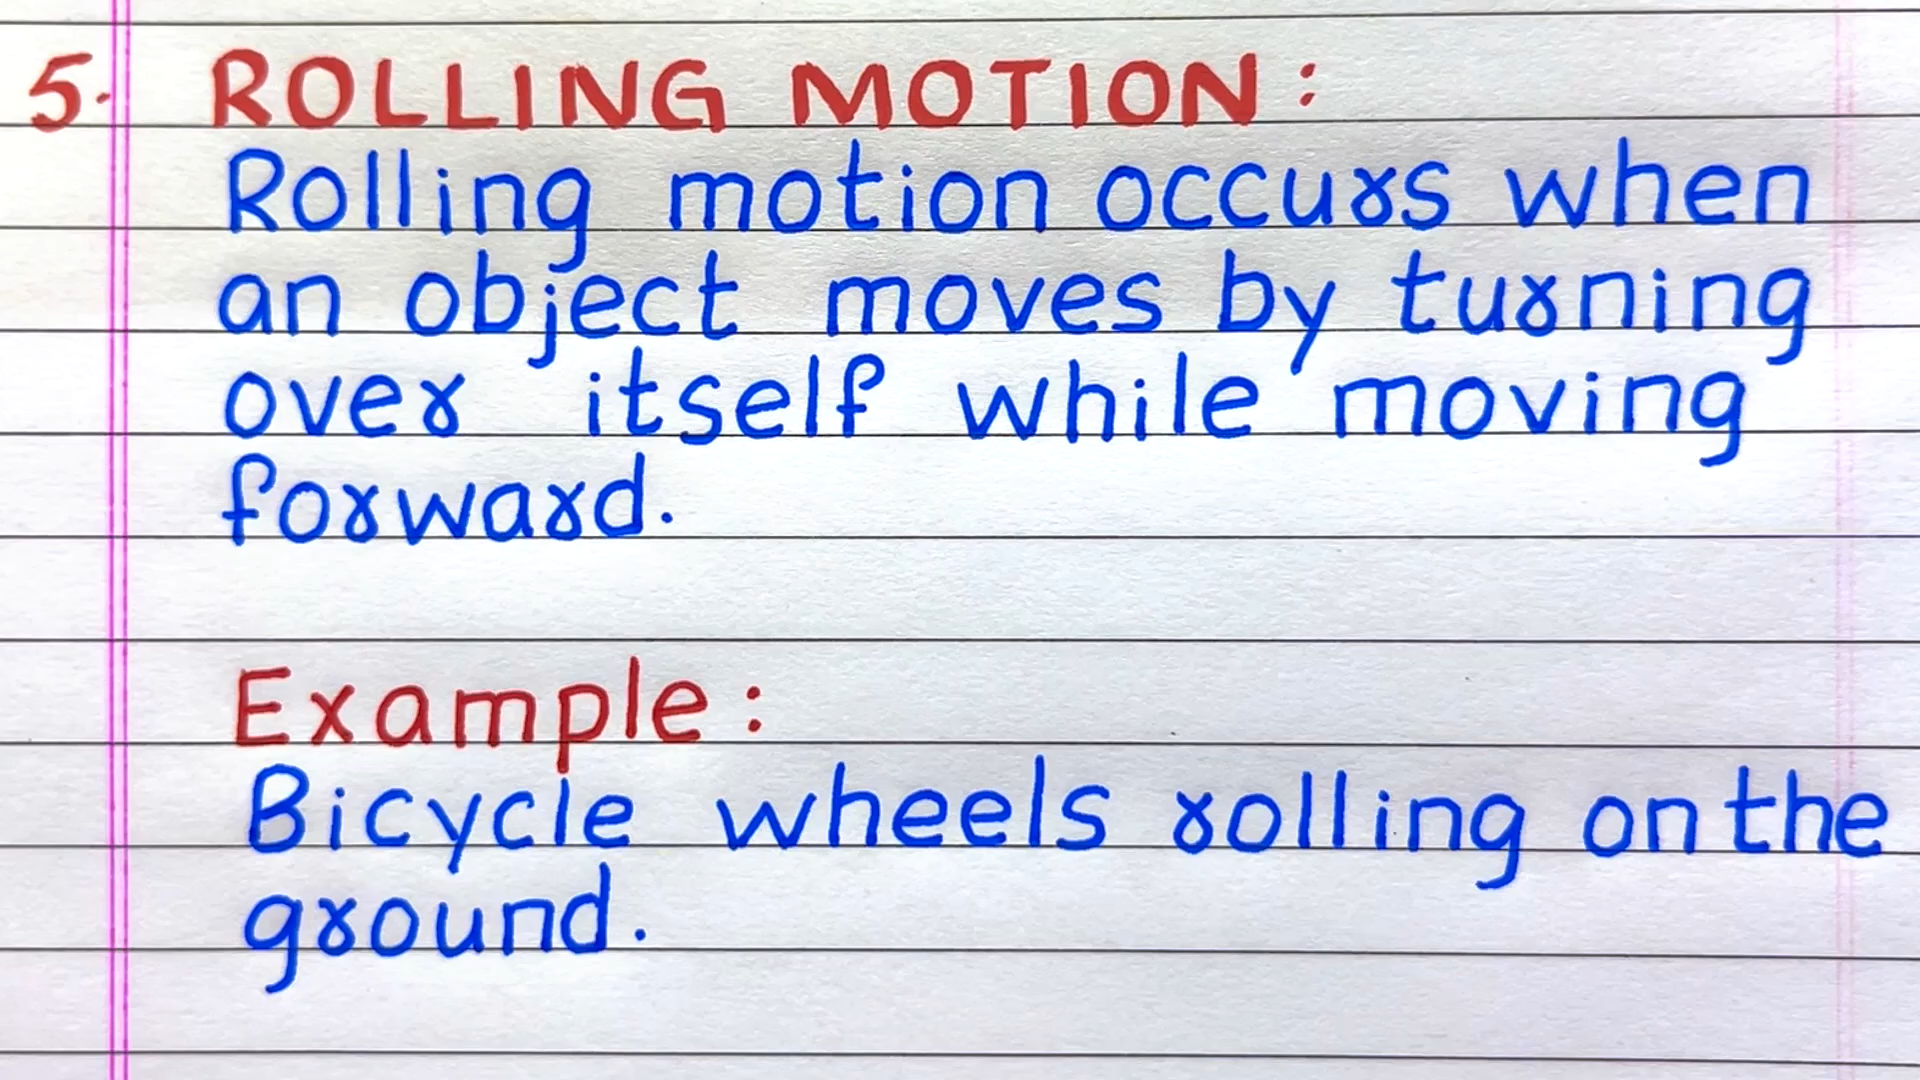 5. ROLLING MOTION:
Rolling motion occurs when
an object moves by turning
over itself while moving
forward.
Example:
Bicycle wheels rolling on the
ground.